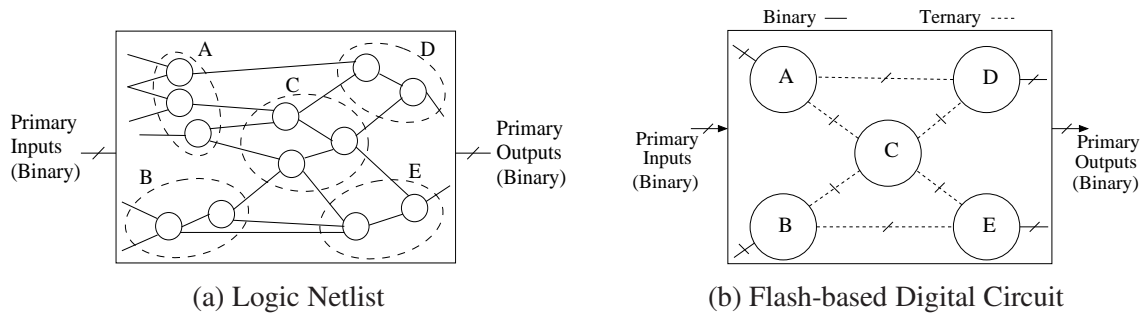 A
D
C
Primary
Inputs
(Binary)
Primary
Outputs
(Binary)
B
E
(a) Logic Netlist
Binary
Ternary
A
D
Primary
Inputs
(Binary)
C
Primary
Outputs
(Binary)
B
E
(b) Flash-based Digital Circuit